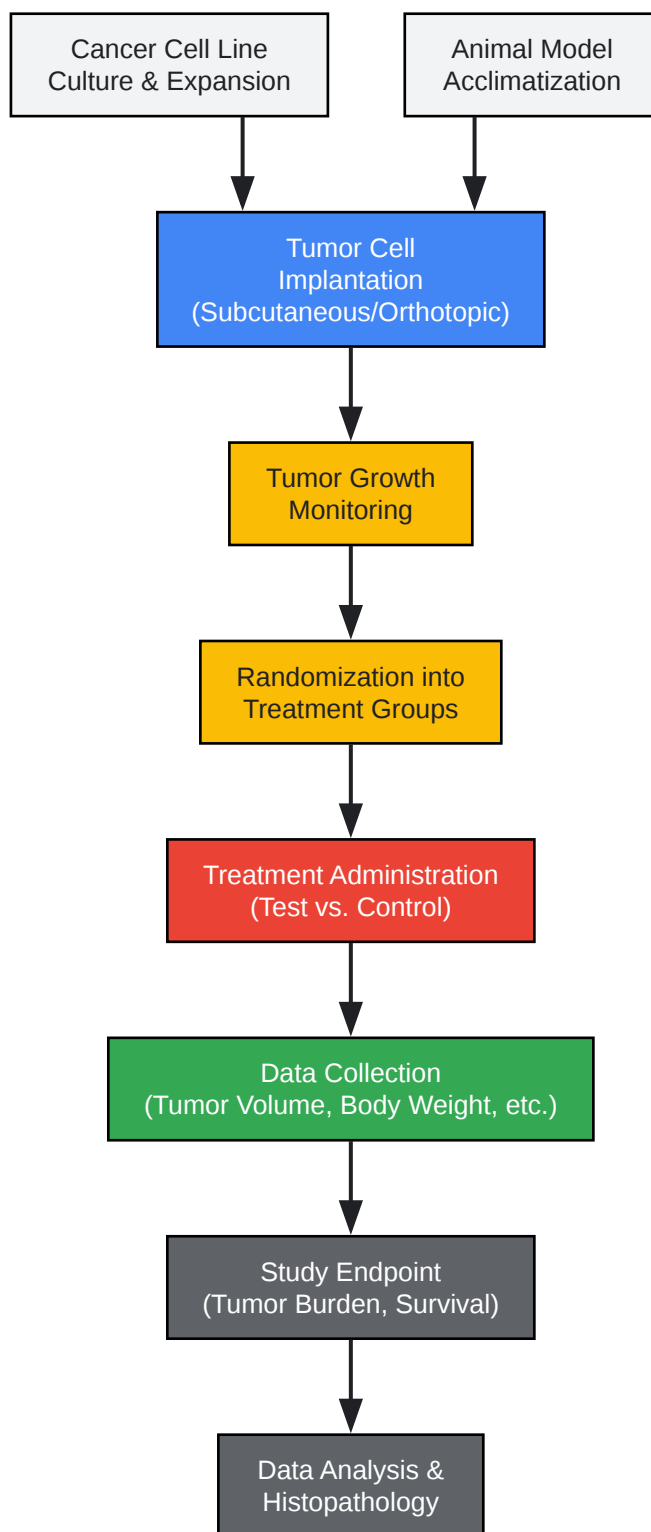 Cancer Cell Line
Culture & Expansion
Animal Model
Acclimatization
Tumor Cell
Implantation
(Subcutaneous/Orthotopic)
Tumor Growth
Monitoring
Randomization into
Treatment Groups
Treatment Administration
(Test vs. Control)
Data Collection
(Tumor Volume, Body Weight, etc.)
Study Endpoint
(Tumor Burden, Survival)
Data Analysis &
Histopathology